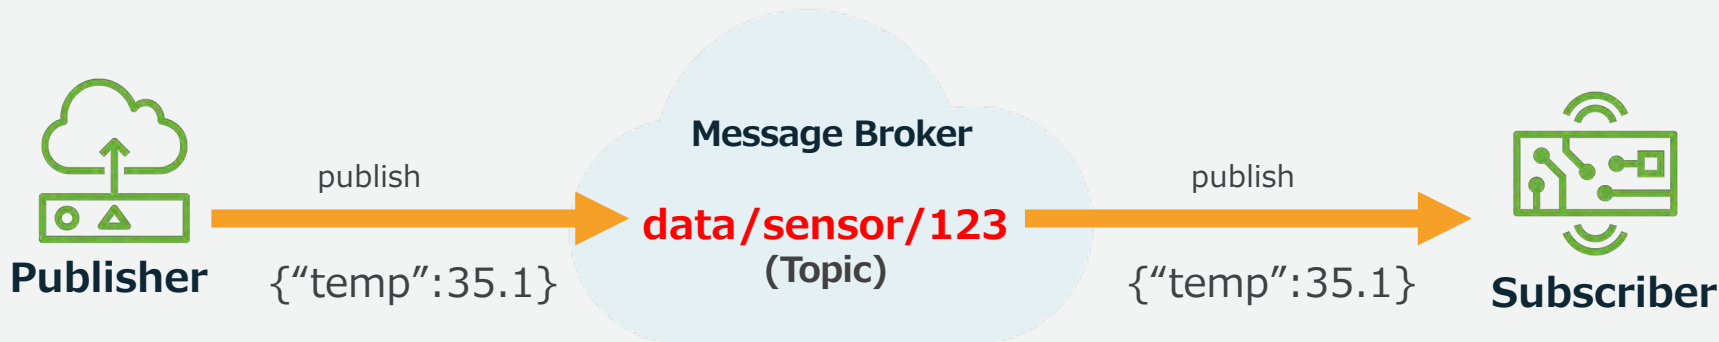 Message Broker
publish
publish
data/sensor/123
(Topic)
Publisher
{“temp”:35.1}
{“temp”:35.1}
Subscriber